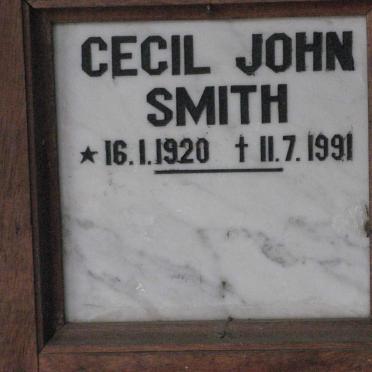 CECIL JOHN
SMITH
★ 16.1.1920 † 11.7.1991